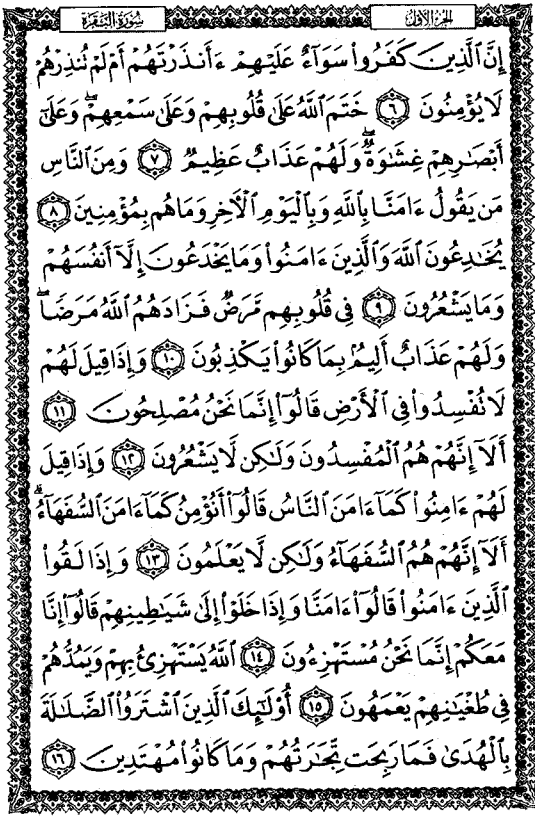 الجزء الأول
سورة البقرة
إِنَّ ٱلَّذِينَ كَفَرُوا۟ سَوَآءٌ عَلَيْهِمْ ءَأَنذَرْتَهُمْ أَمْ لَمْ تُنذِرْهُمْ
لَا يُؤْمِنُونَ ٦ خَتَمَ ٱللَّهُ عَلَىٰ قُلُوبِهِمْ وَعَلَىٰ سَمْعِهِمْ ۖ وَعَلَىٰٓ
أَبْصَٰرِهِمْ غِشَٰوَةٌ ۖ وَلَهُمْ عَذَابٌ عَظِيمٌ ٧ وَمِنَ ٱلنَّاسِ
مَن يَقُولُ ءَامَنَّا بِٱللَّهِ وَبِٱلْيَوْمِ ٱلْأَخِرِ وَمَا هُم بِمُؤْمِنِينَ ٨
يُخَٰدِعُونَ ٱللَّهَ وَٱلَّذِينَ ءَامَنُوا۟ وَمَا يَخْدَعُونَ إِلَّآ أَنفُسَهُمْ
وَمَا يَشْعُرُونَ ٩ فِى قُلُوبِهِم مَّرَضٌ فَزَادَهُمُ ٱللَّهُ مَرَضًا ۖ
وَلَهُمْ عَذَابٌ أَلِيمٌۢ بِمَا كَانُوا۟ يَكْذِبُونَ ١٠ وَإِذَا قِيلَ لَهُمْ
لَا تُفْسِدُوا۟ فِى ٱلْأَرْضِ قَالُوٓا۟ إِنَّمَا نَحْنُ مُصْلِحُونَ ١١
أَلَآ إِنَّهُمْ هُمُ ٱلْمُفْسِدُونَ وَلَٰكِن لَّا يَشْعُرُونَ ١٢ وَإِذَا قِيلَ
لَهُمْ ءَامِنُوا۟ كَمَآ ءَامَنَ ٱلنَّاسُ قَالُوٓا۟ أَنُؤْمِنُ كَمَآ ءَامَنَ ٱلسُّفَهَآءُ ۗ
أَلَآ إِنَّهُمْ هُمُ ٱلسُّفَهَآءُ وَلَٰكِن لَّا يَعْلَمُونَ ١٣ وَإِذَا لَقُوا۟
ٱلَّذِينَ ءَامَنُوا۟ قَالُوٓا۟ ءَامَنَّا وَإِذَا خَلَوْا۟ إِلَىٰ شَيَٰطِينِهِمْ قَالُوٓا۟ إِنَّا
مَعَكُمْ إِنَّمَا نَحْنُ مُسْتَهْزِءُونَ ١٤ ٱللَّهُ يَسْتَهْزِئُ بِهِمْ وَيَمُدُّهُمْ
فِى طُغْيَٰنِهِمْ يَعْمَهُونَ ١٥ أُو۟لَٰٓئِكَ ٱلَّذِينَ ٱشْتَرَوُا۟ ٱلضَّلَٰلَةَ
بِٱلْهُدَىٰ فَمَا رَبِحَت تِّجَٰرَتُهُمْ وَمَا كَانُوا۟ مُهْتَدِينَ ١٦